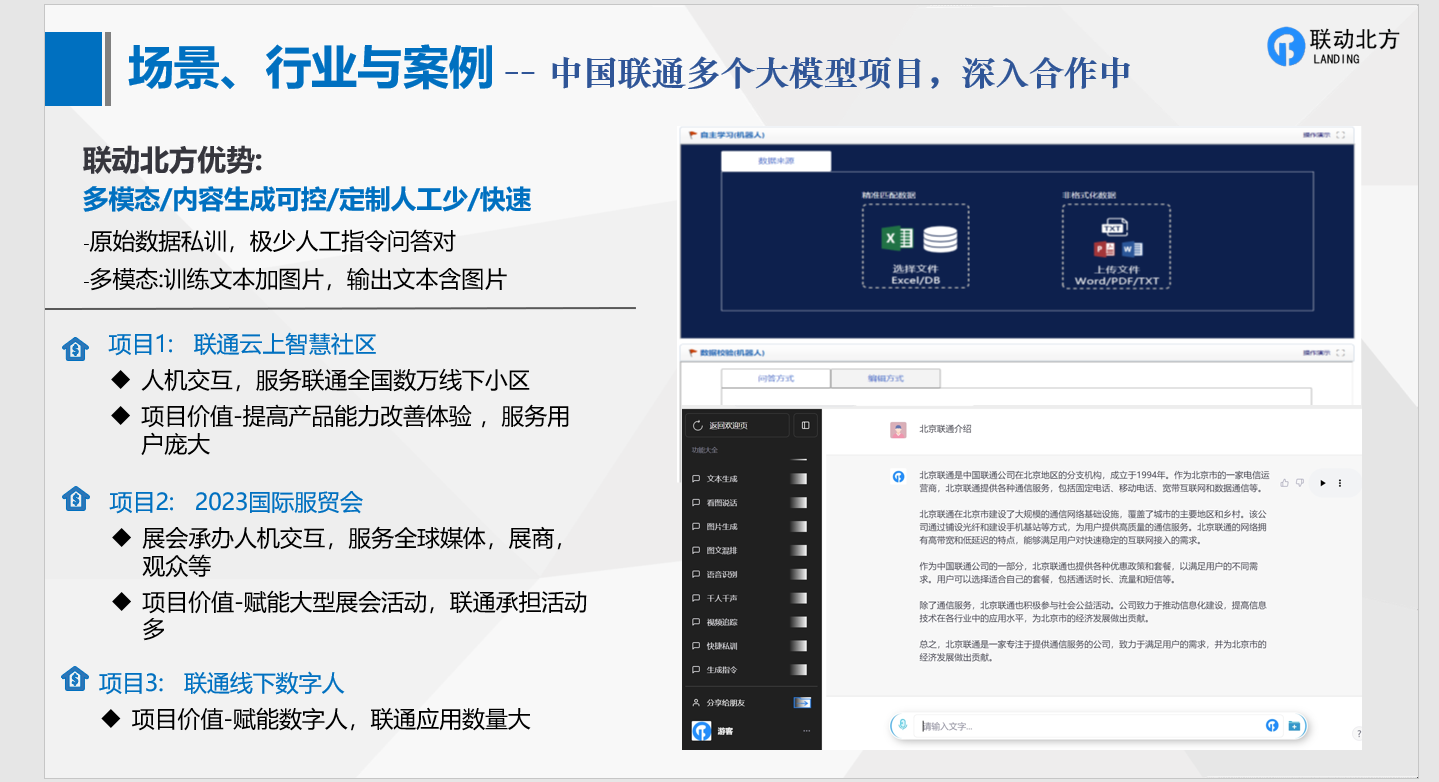 场景、行业与案例 -- 中国联通多个大模型项目，深入合作中
联动北方
LANDING
联动北方优势:
多模态/内容生成可控/定制人工少/快速
-原始数据私训，极少人工指令问答对
-多模态:训练文本加图片，输出文本含图片
项目1: 联通云上智慧社区
◆ 人机交互，服务联通全国数万线下小区
◆ 项目价值-提高产品能力改善体验 ，服务用
户庞大
项目2: 2023国际服贸会
◆ 展会承办人机交互，服务全球媒体，展商，
观众等
◆ 项目价值-赋能大型展会活动，联通承担活动
多
项目3: 联通线下数字人
◆ 项目价值-赋能数字人，联通应用数量大
自主学习(机器人)
操作演示
数据来源
精准匹配数据
非格式化数据
选择文件
Excel/DB
TXT
上传文件
Word/PDF/TXT
数据校验(机器人)
操作演示
问答方式
编辑方式
返回欢迎页
功能大全
文本生成
看图说话
图片生成
图文混排
语音识别
千人千声
视频追踪
快捷私训
生成指令
分享给朋友
游客
北京联通介绍
北京联通是中国联通公司在北京地区的分支机构，成立于1994年。作为北京市的一家电信运
营商，北京联通提供各种通信服务，包括固定电话、移动电话、宽带互联网和数据通信等。
北京联通在北京市建设了大规模的通信网络基础设施，覆盖了城市的主要地区和乡村。该公
司通过铺设光纤和建设手机基站等方式，为用户提供高质量的通信服务。北京联通的网络拥
有高带宽和低延迟的特点，能够满足用户对快速稳定的互联网接入的需求。
作为中国联通公司的一部分，北京联通也提供各种优惠政策和套餐，以满足用户的不同需
求。用户可以选择适合自己的套餐，包括通话时长、流量和短信等。
除了通信服务，北京联通也积极参与社会公益活动。公司致力于推动信息化建设，提高信息
技术在各行业中的应用水平，为北京市的经济发展做出贡献。
总之，北京联通是一家专注于提供通信服务的公司，致力于满足用户的需求，并为北京市的
经济发展做出贡献。
请输入文字...
?